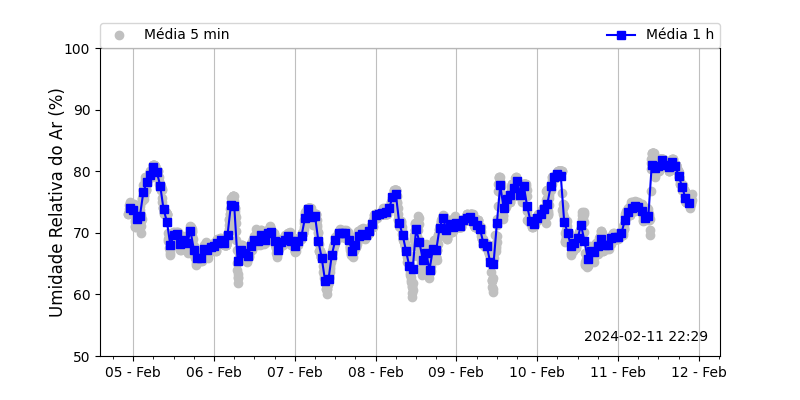 Média 5 min
Média 1 h
Umidade Relativa do Ar (%)
100
90
80
70
60
50
2024-02-11 22:29
05 - Feb
06 - Feb
07 - Feb
08 - Feb
09 - Feb
10 - Feb
11 - Feb
12 - Feb